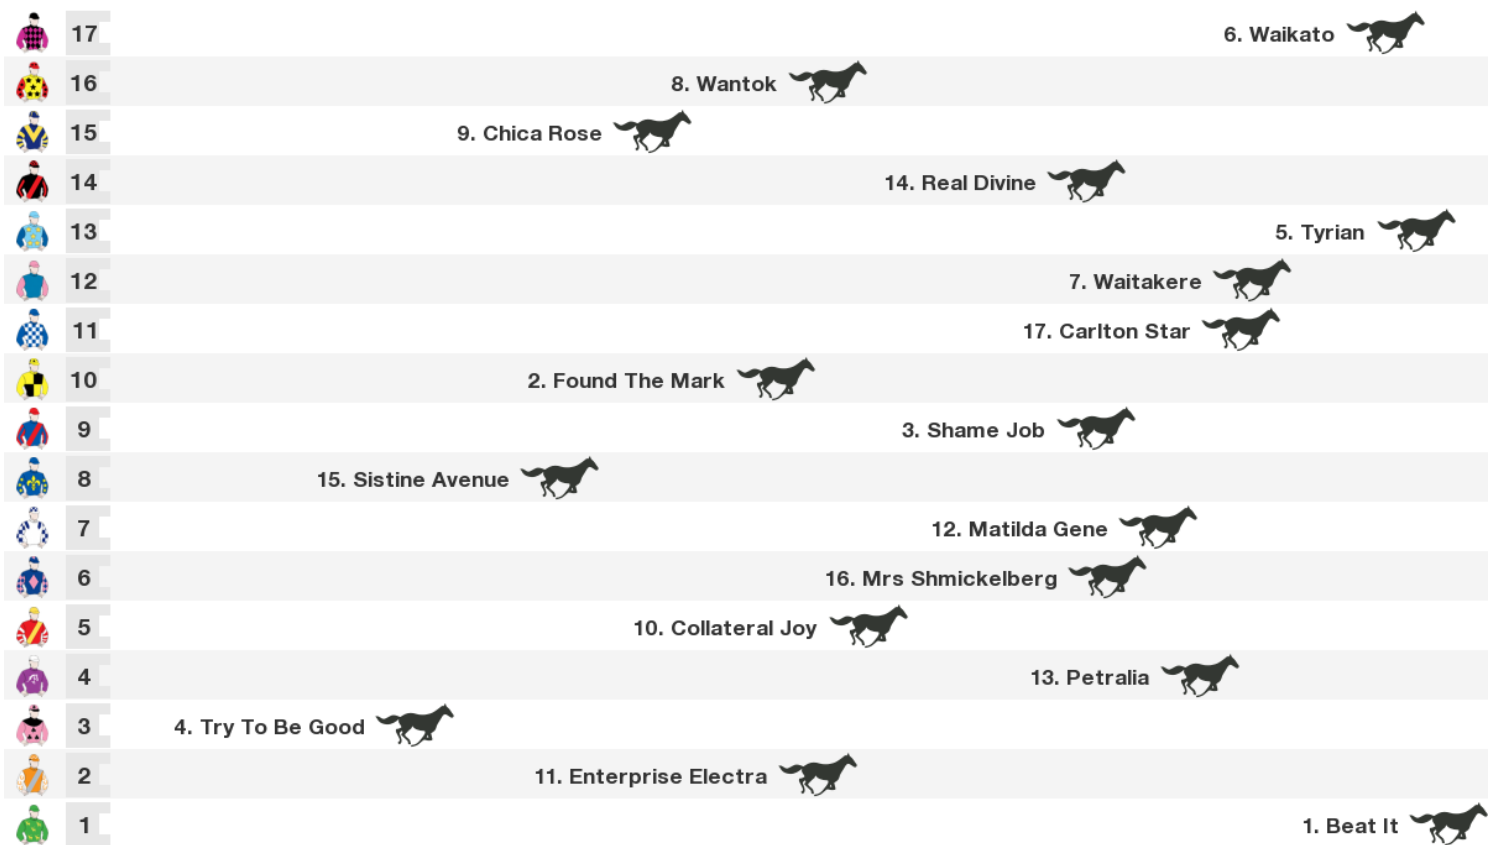 17 6. Waikato
16 8. Wantok
15 9. Chica Rose
14 14. Real Divine
13 5. Tyrian
12 7. Waitakere
11 17. Carlton Star
10 2. Found The Mark
9 3. Shame Job
8 15. Sistine Avenue
7 12. Matilda Gene
6 16. Mrs Shmickelberg
5 10. Collateral Joy
4 13. Petralia
3 4. Try To Be Good
2 11. Enterprise Electra
1 1. Beat It